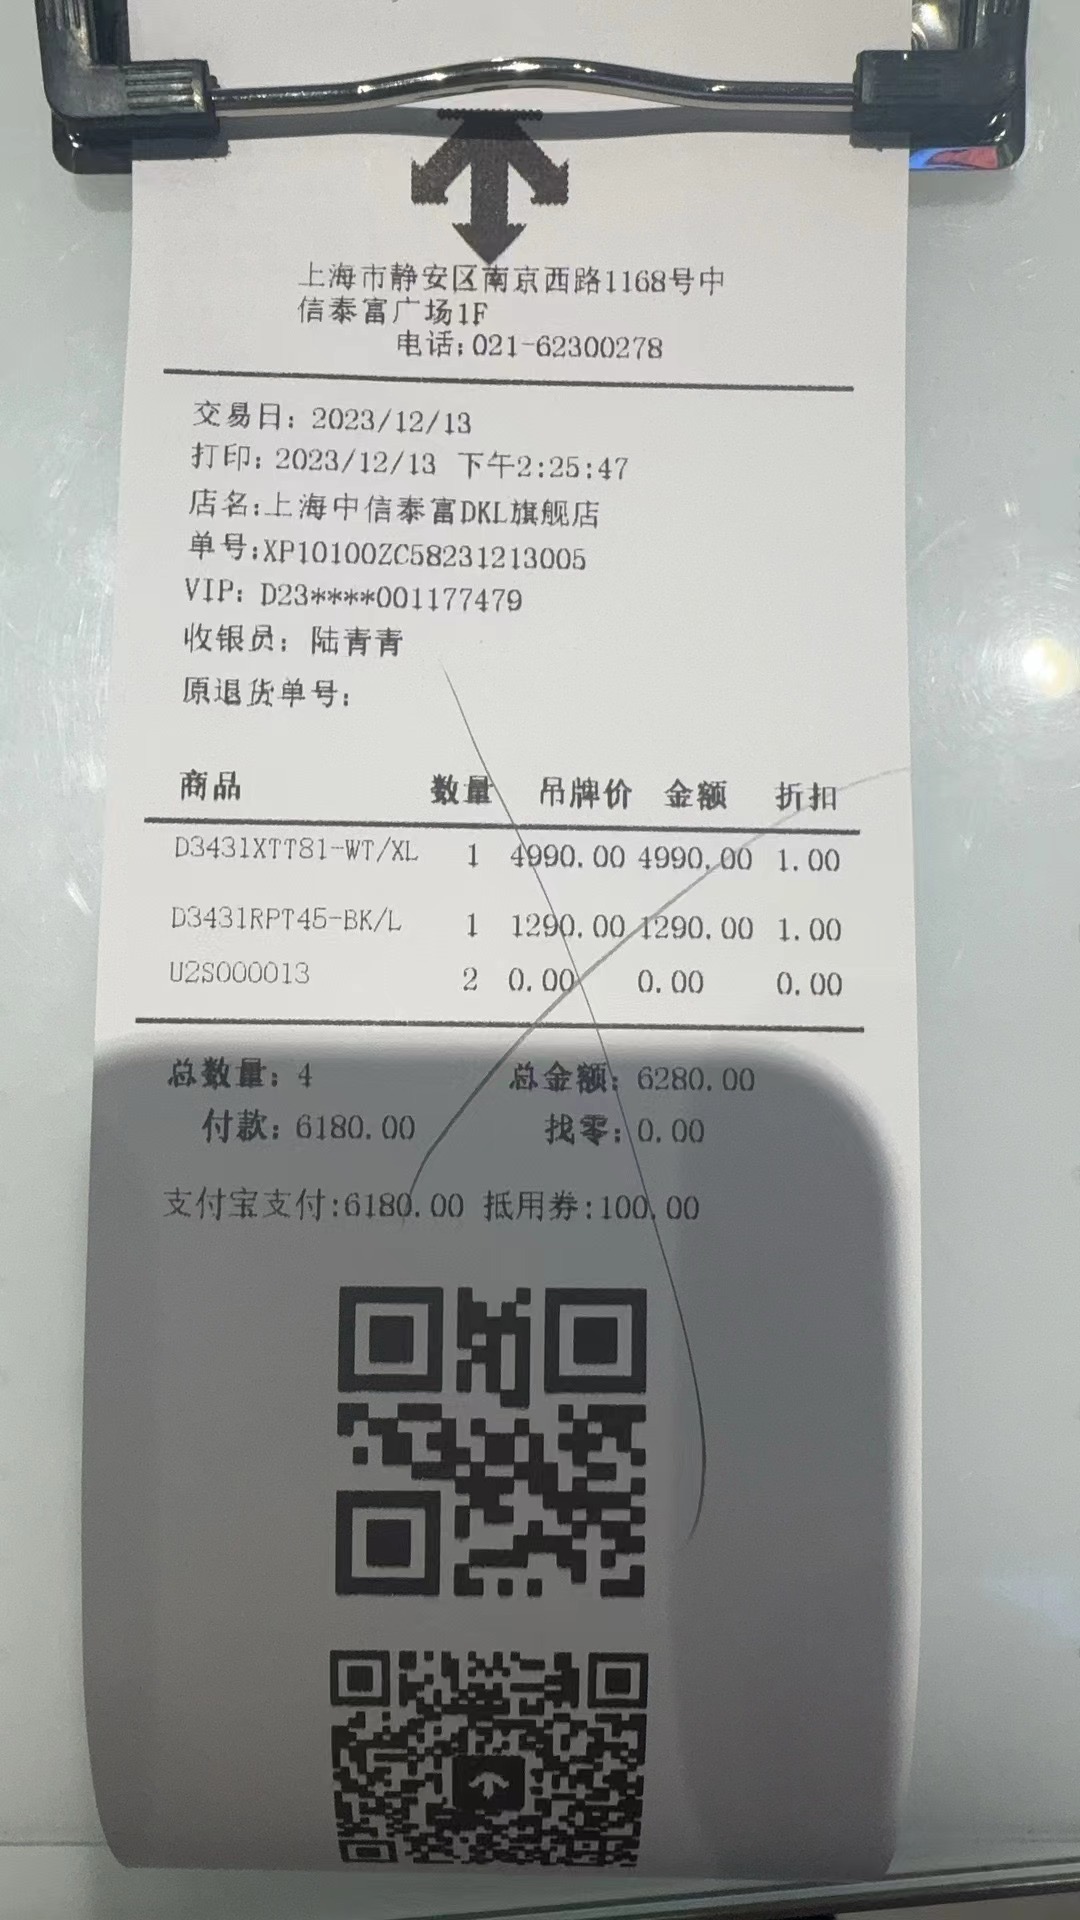 上海市静安区南京西路1168号中
信泰富广场1F
电话:021-62300278
交易日: 2023/12/13
打印: 2023/12/13 下午2:25:47
店名:上海中信泰富DKL旗舰店
单号:XP10100ZC58231213005
VIP: D23****001177479
收银员: 陆青青
原退货单号:
商品 数量 吊牌价 金额 折扣
D3431XTT81-WT/XL 1 4990.00 4990.00 1.00
D3431RPT45-BK/L 1 1290.00 1290.00 1.00
U2S000013 2 0.00 0.00 0.00
总数量: 4 总金额: 6280.00
付款: 6180.00 找零: 0.00
支付宝支付:6180.00 抵用券:100.00